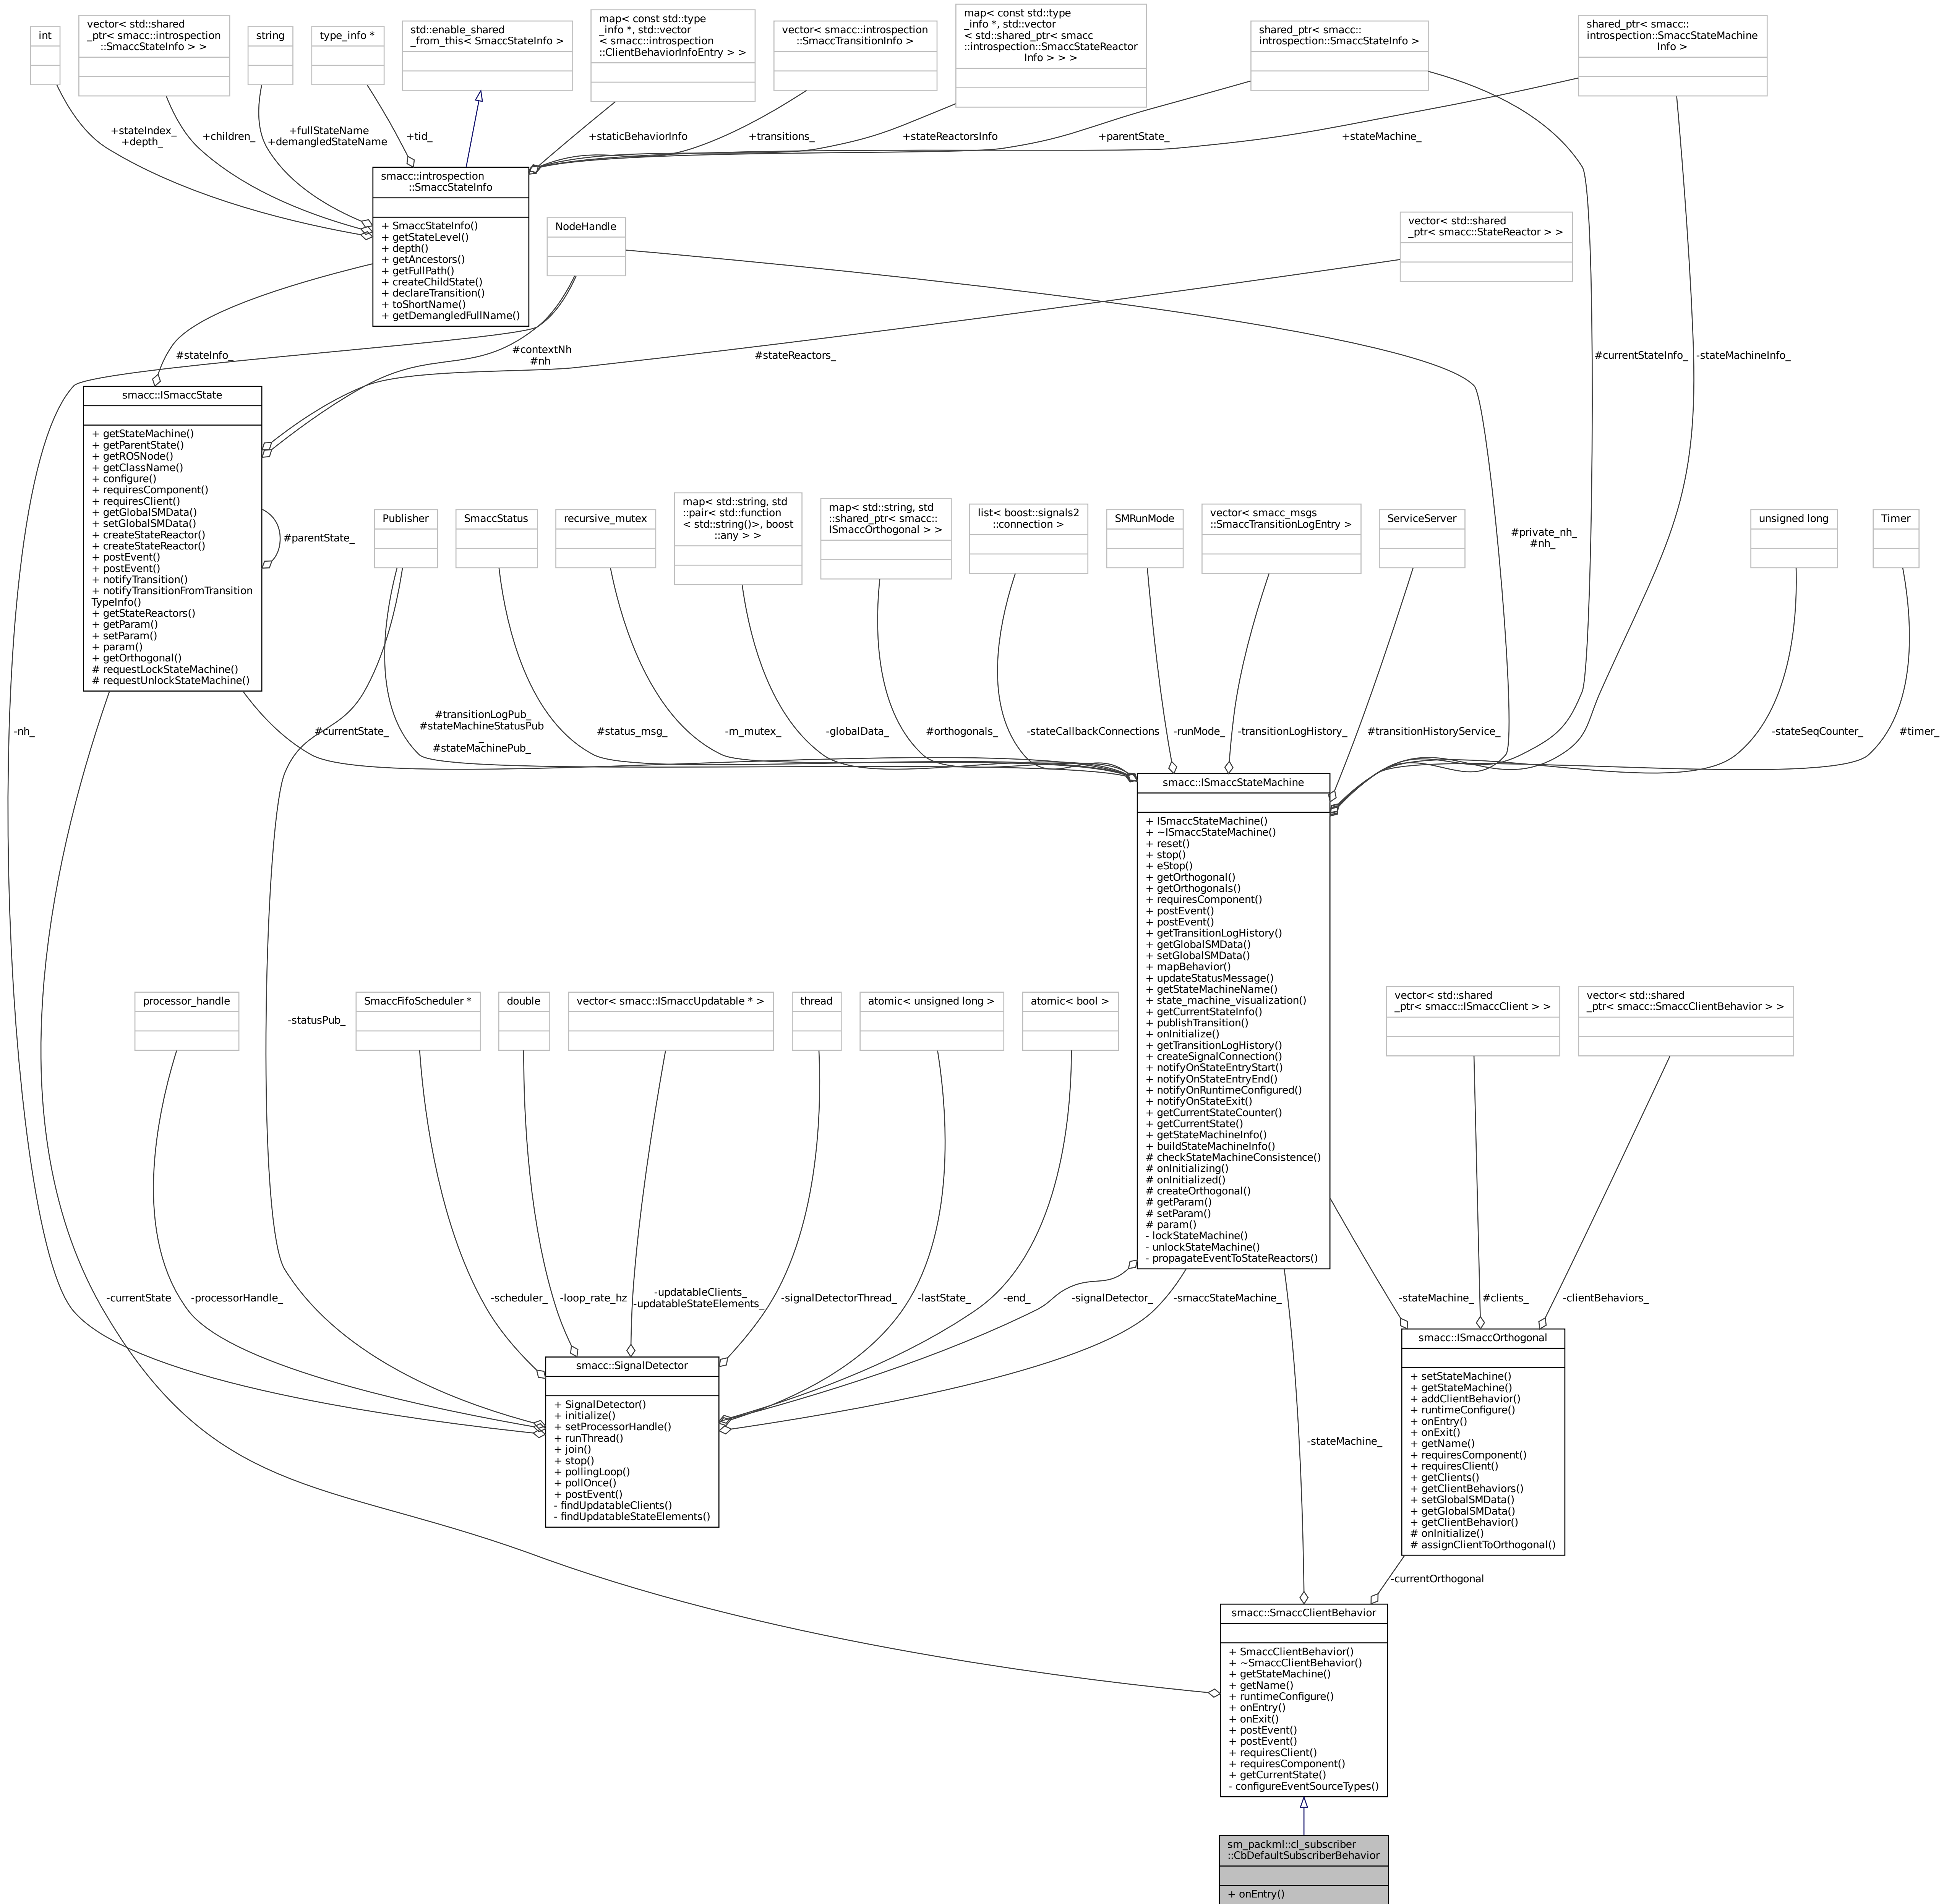 int
vector< std::shared
_ptr< smacc::introspection
::SmaccStateInfo > >
string
type_info *
std::enable_shared
_from_this< SmaccStateInfo >
map< const std::type
_info *, std::vector
< smacc::introspection
::ClientBehaviorInfoEntry > >
vector< smacc::introspection
::SmaccTransitionInfo >
map< const std::type
_info *, std::vector
< std::shared_ptr< smacc
::introspection::SmaccStateReactor
Info > > >
shared_ptr< smacc::
introspection::SmaccStateInfo >
shared_ptr< smacc::
introspection::SmaccStateMachine
Info >
+stateIndex_
+depth_
+children_
+fullStateName
+demangledStateName
+tid_
+staticBehaviorInfo
+transitions_
+stateReactorsInfo
+parentState_
+stateMachine_
smacc::introspection
::SmaccStateInfo
+ SmaccStateInfo()
+ getStateLevel()
+ depth()
+ getAncestors()
+ getFullPath()
+ createChildState()
+ declareTransition()
+ toShortName()
+ getDemangledFullName()
NodeHandle
vector< std::shared
_ptr< smacc::StateReactor > >
#stateInfo_
#contextNh
#nh
#stateReactors_
#currentStateInfo_
-stateMachineInfo_
smacc::ISmaccState
+ getStateMachine()
+ getParentState()
+ getROSNode()
+ getClassName()
+ configure()
+ requiresComponent()
+ requiresClient()
+ getGlobalSMData()
+ setGlobalSMData()
+ createStateReactor()
+ createStateReactor()
+ postEvent()
+ postEvent()
+ notifyTransition()
+ notifyTransitionFromTransition
TypeInfo()
+ getStateReactors()
+ getParam()
+ setParam()
+ param()
+ getOrthogonal()
# requestLockStateMachine()
# requestUnlockStateMachine()
#parentState_
Publisher
SmaccStatus
recursive_mutex
map< std::string, std
::pair< std::function
< std::string()>, boost
::any > >
map< std::string, std
::shared_ptr< smacc::
ISmaccOrthogonal > >
list< boost::signals2
::connection >
SMRunMode
vector< smacc_msgs
::SmaccTransitionLogEntry >
ServiceServer
#private_nh_
#nh_
unsigned long
Timer
-nh_
#currentState_
#transitionLogPub_
#stateMachineStatusPub
_
#stateMachinePub_
#status_msg_
-m_mutex_
-globalData_
#orthogonals_
-stateCallbackConnections
-runMode_
-transitionLogHistory_
#transitionHistoryService_
-stateSeqCounter_
#timer_
smacc::ISmaccStateMachine
+ ISmaccStateMachine()
+ ~ISmaccStateMachine()
+ reset()
+ stop()
+ eStop()
+ getOrthogonal()
+ getOrthogonals()
+ requiresComponent()
+ postEvent()
+ postEvent()
+ getTransitionLogHistory()
+ getGlobalSMData()
+ setGlobalSMData()
+ mapBehavior()
+ updateStatusMessage()
+ getStateMachineName()
+ state_machine_visualization()
+ getCurrentStateInfo()
+ publishTransition()
+ onInitialize()
+ getTransitionLogHistory()
+ createSignalConnection()
+ notifyOnStateEntryStart()
+ notifyOnStateEntryEnd()
+ notifyOnRuntimeConfigured()
+ notifyOnStateExit()
+ getCurrentStateCounter()
+ getCurrentState()
+ getStateMachineInfo()
+ buildStateMachineInfo()
# checkStateMachineConsistence()
# onInitializing()
# onInitialized()
# createOrthogonal()
# getParam()
# setParam()
# param()
- lockStateMachine()
- unlockStateMachine()
- propagateEventToStateReactors()
processor_handle
-statusPub_
SmaccFifoScheduler *
double
vector< smacc::ISmaccUpdatable * >
thread
atomic< unsigned long >
atomic< bool >
vector< std::shared
_ptr< smacc::ISmaccClient > >
vector< std::shared
_ptr< smacc::SmaccClientBehavior > >
-currentState
-processorHandle_
-scheduler_
-loop_rate_hz
-updatableClients_
-updatableStateElements_
-signalDetectorThread_
-lastState_
-end_
-signalDetector_
-smaccStateMachine_
-stateMachine_
#clients_
-clientBehaviors_
smacc::SignalDetector
+ SignalDetector()
+ initialize()
+ setProcessorHandle()
+ runThread()
+ join()
+ stop()
+ pollingLoop()
+ pollOnce()
+ postEvent()
- findUpdatableClients()
- findUpdatableStateElements()
smacc::ISmaccOrthogonal
+ setStateMachine()
+ getStateMachine()
+ addClientBehavior()
+ runtimeConfigure()
+ onEntry()
+ onExit()
+ getName()
+ requiresComponent()
+ requiresClient()
+ getClients()
+ getClientBehaviors()
+ setGlobalSMData()
+ getGlobalSMData()
+ getClientBehavior()
# onInitialize()
# assignClientToOrthogonal()
-stateMachine_
-currentOrthogonal
smacc::SmaccClientBehavior
+ SmaccClientBehavior()
+ ~SmaccClientBehavior()
+ getStateMachine()
+ getName()
+ runtimeConfigure()
+ onEntry()
+ onExit()
+ postEvent()
+ postEvent()
+ requiresClient()
+ requiresComponent()
+ getCurrentState()
- configureEventSourceTypes()
sm_packml::cl_subscriber
::CbDefaultSubscriberBehavior
+ onEntry()